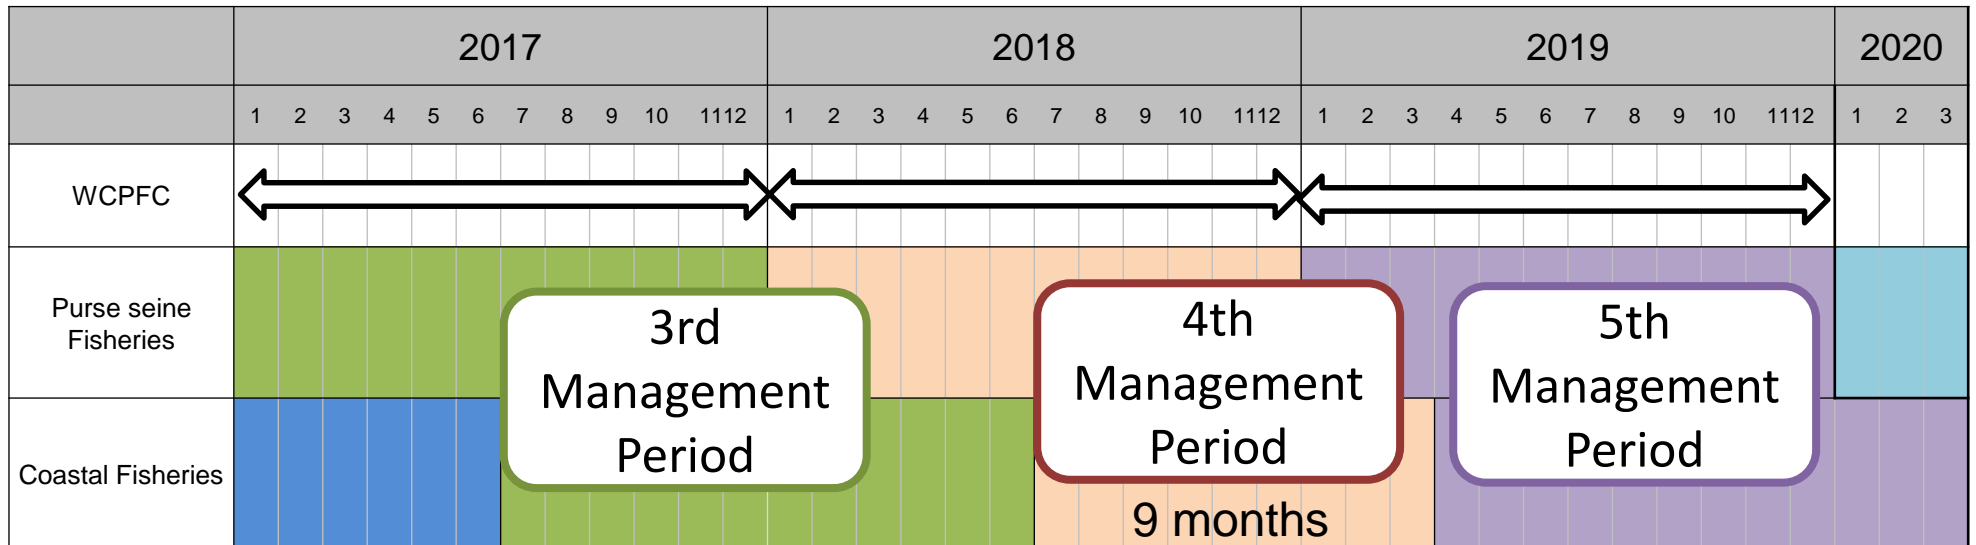 2017 2018 2019 2020
1 2 3 4 5 6 7 8 9 10 1112 1 2 3 4 5 6 7 8 9 10 1112 1 2 3 4 5 6 7 8 9 10 1112 1 2 3
WCPFC
Purse seine
Fisheries
3rd
Management
Period
4th
Management
Period
5th
Management
Period
Coastal Fisheries
9 months